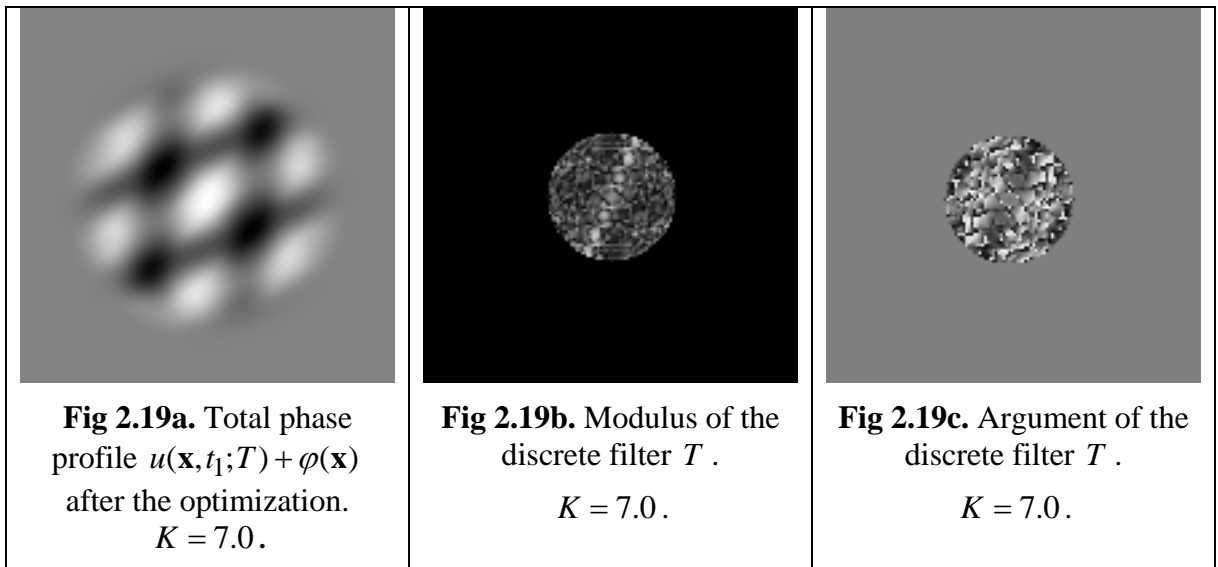 Fig 2.19a. Total phase
profile u(x,t₁;T) + φ(x)
after the optimization.
K = 7.0.
Fig 2.19b. Modulus of the
discrete filter T .
K = 7.0.
Fig 2.19c. Argument of the
discrete filter T .
K = 7.0.